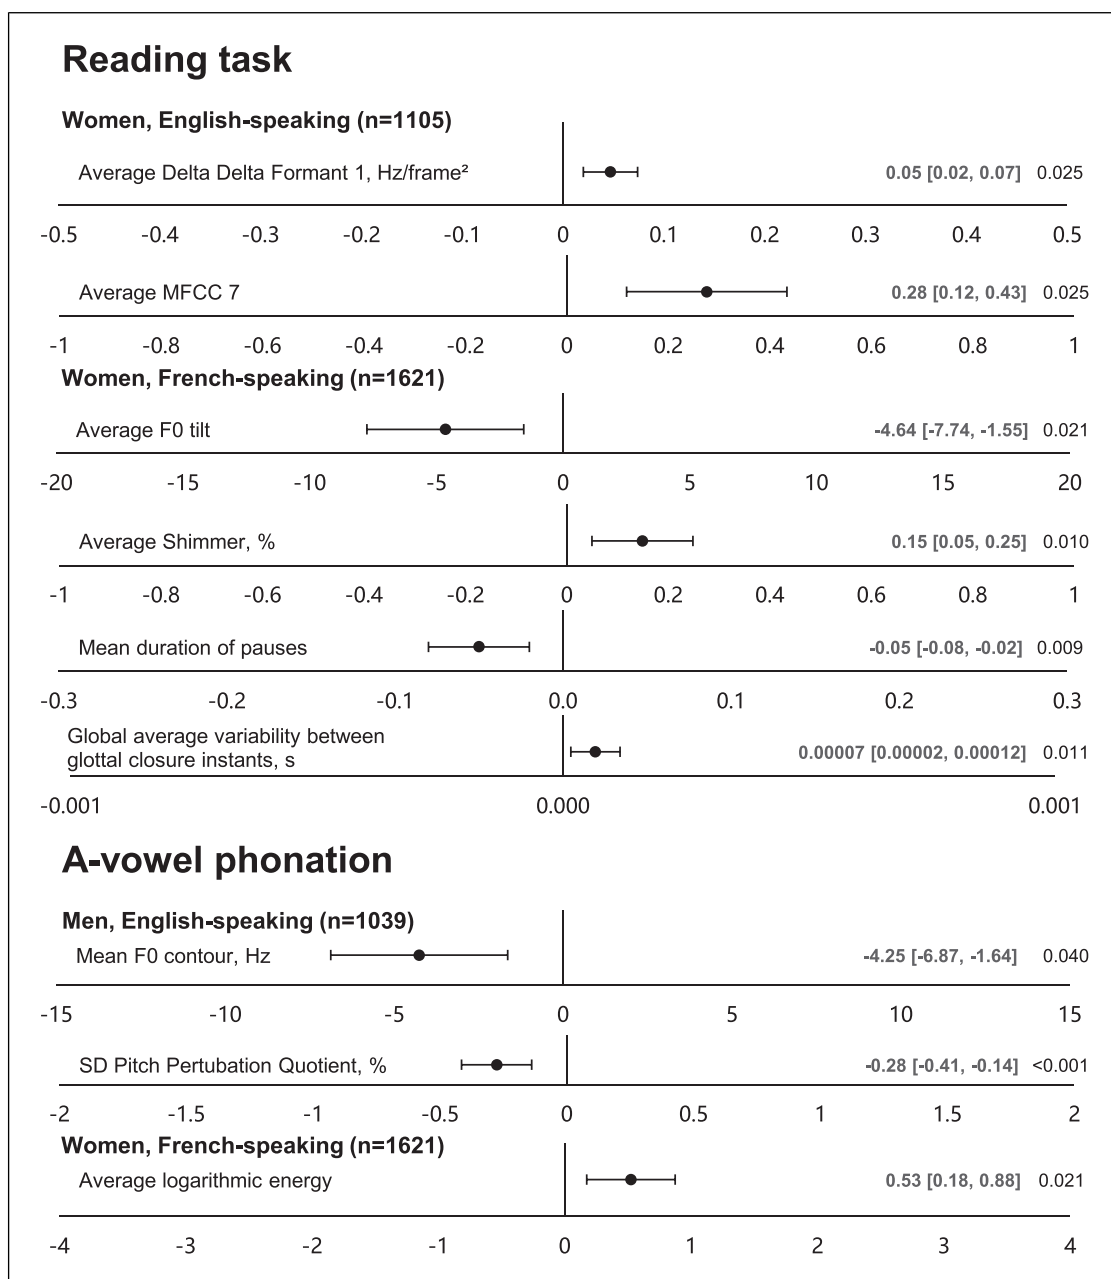 Reading task
Women, English-speaking (n=1105)
Average Delta Delta Formant 1, Hz/frame² 0.05 [0.02, 0.07] 0.025
-0.5 -0.4 -0.3 -0.2 -0.1 0 0.1 0.2 0.3 0.4 0.5
Average MFCC 7 0.28 [0.12, 0.43] 0.025
-1 -0.8 -0.6 -0.4 -0.2 0 0.2 0.4 0.6 0.8 1
Women, French-speaking (n=1621)
Average F0 tilt -4.64 [-7.74, -1.55] 0.021
-20 -15 -10 -5 0 5 10 15 20
Average Shimmer, % 0.15 [0.05, 0.25] 0.010
-1 -0.8 -0.6 -0.4 -0.2 0 0.2 0.4 0.6 0.8 1
Mean duration of pauses -0.05 [-0.08, -0.02] 0.009
-0.3 -0.2 -0.1 0.0 0.1 0.2 0.3
Global average variability between
glottal closure instants, s 0.00007 [0.00002, 0.00012] 0.011
-0.001 0.000 0.001
A-vowel phonation
Men, English-speaking (n=1039)
Mean F0 contour, Hz -4.25 [-6.87, -1.64] 0.040
-15 -10 -5 0 5 10 15
SD Pitch Pertubation Quotient, % -0.28 [-0.41, -0.14] <0.001
-2 -1.5 -1 -0.5 0 0.5 1 1.5 2
Women, French-speaking (n=1621)
Average logarithmic energy 0.53 [0.18, 0.88] 0.021
-4 -3 -2 -1 0 1 2 3 4